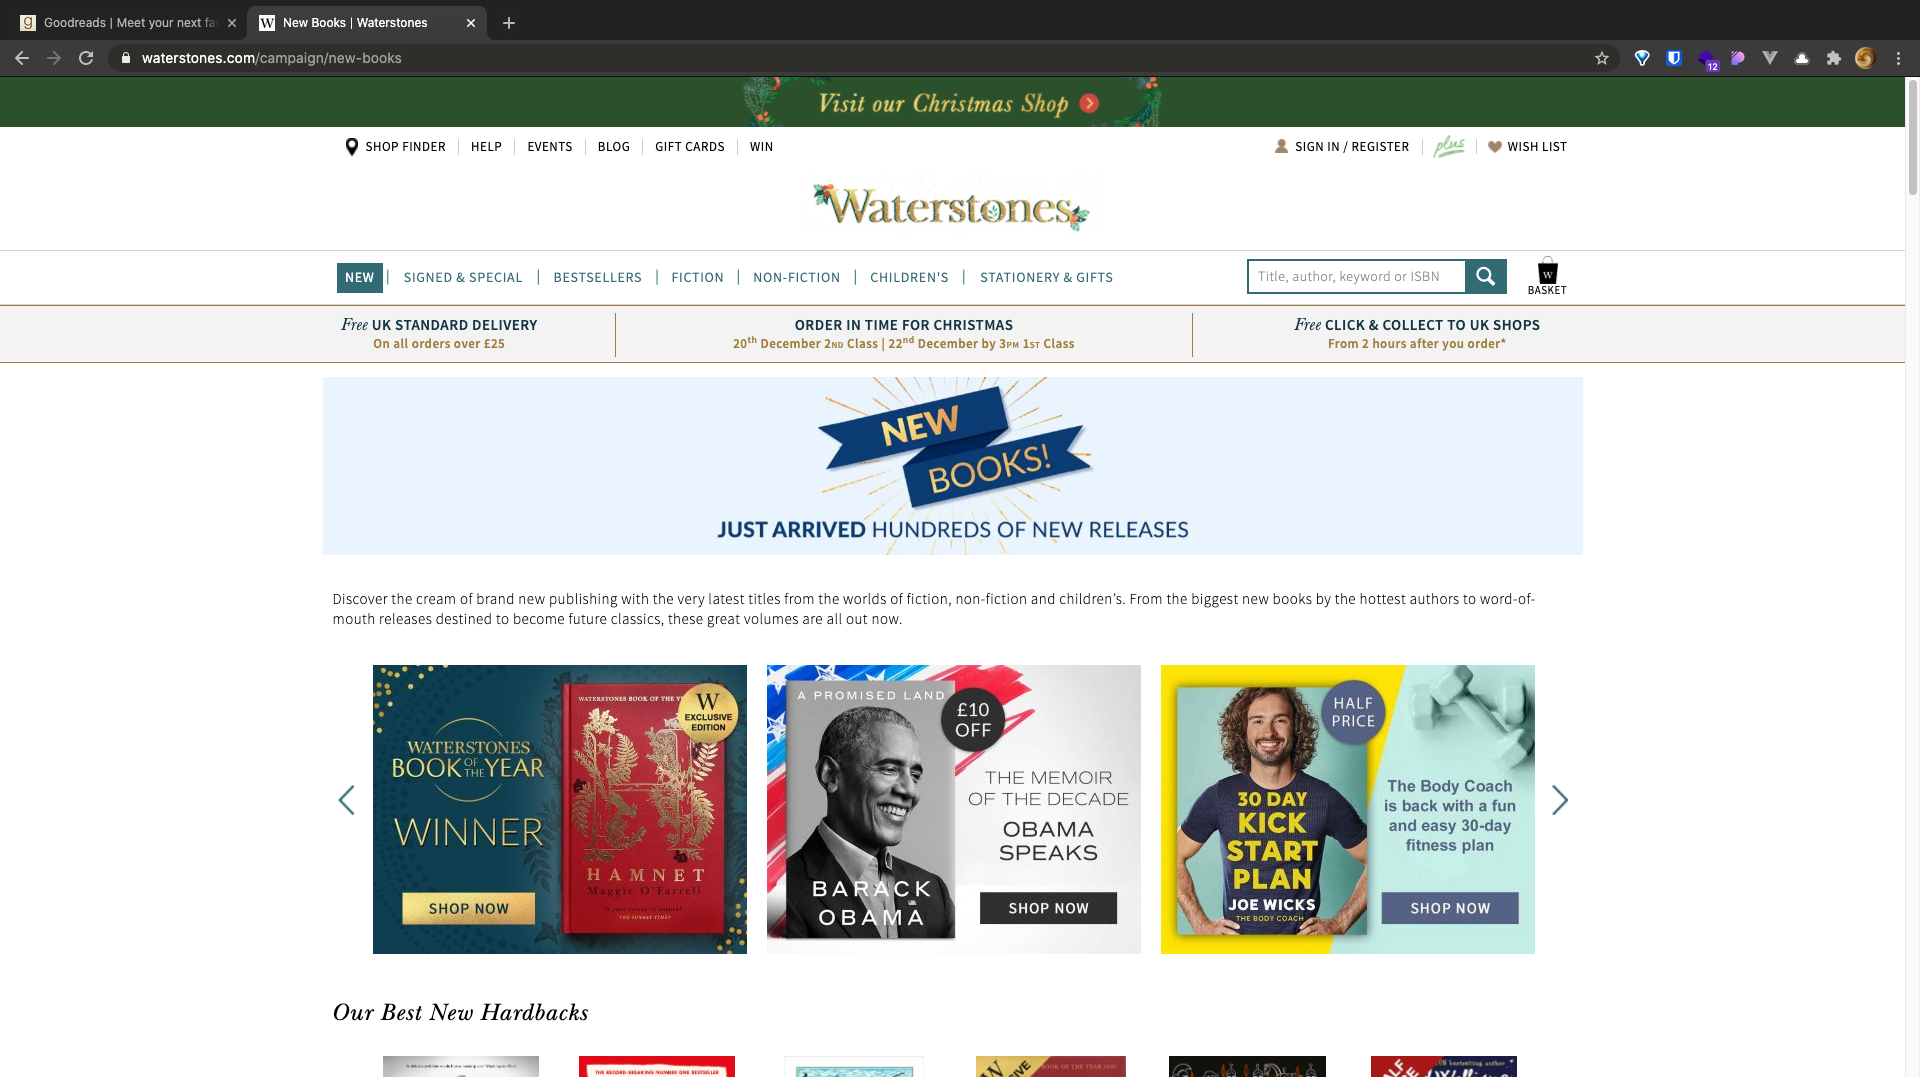 Goodreads | Meet your next fav
New Books | Waterstones
waterstones.com/campaign/new-books
12
Visit our Christmas Shop
SHOP FINDER
HELP
EVENTS
BLOG
GIFT CARDS
WIN
SIGN IN / REGISTER
plus
WISH LIST
Waterstones
NEW
SIGNED & SPECIAL
BESTSELLERS
FICTION
NON-FICTION
CHILDREN'S
STATIONERY & GIFTS
Title, author, keyword or ISBN
W
BASKET
Free UK STANDARD DELIVERY
On all orders over £25
ORDER IN TIME FOR CHRISTMAS
20th December 2ND Class | 22nd December by 3PM 1ST Class
Free CLICK & COLLECT TO UK SHOPS
From 2 hours after you order*
NEW
BOOKS!
JUST ARRIVED HUNDREDS OF NEW RELEASES
Discover the cream of brand new publishing with the very latest titles from the worlds of fiction, non-fiction and children's. From the biggest new books by the hottest authors to word-of-
mouth releases destined to become future classics, these great volumes are all out now.
WATERSTONES
BOOK OF THE YEAR
WINNER
SHOP NOW
WATERSTONES BOOK OF THE Y
W
EXCLUSIVE
EDITION
HAMNET
Maggie O'Farrell
THE SUNDAY TIMES
A PROMISED LAND
£10
OFF
BARACK
OBAMA
THE MEMOIR
OF THE DECADE
OBAMA
SPEAKS
SHOP NOW
HALF
PRICE
30 DAY
KICK
START
PLAN
JOE WICKS
THE BODY COACH
The Body Coach
is back with a fun
and easy 30-day
fitness plan
SHOP NOW
Our Best New Hardbacks
THE RECORD-BREAKING NUMBER ONE BESTSELLER